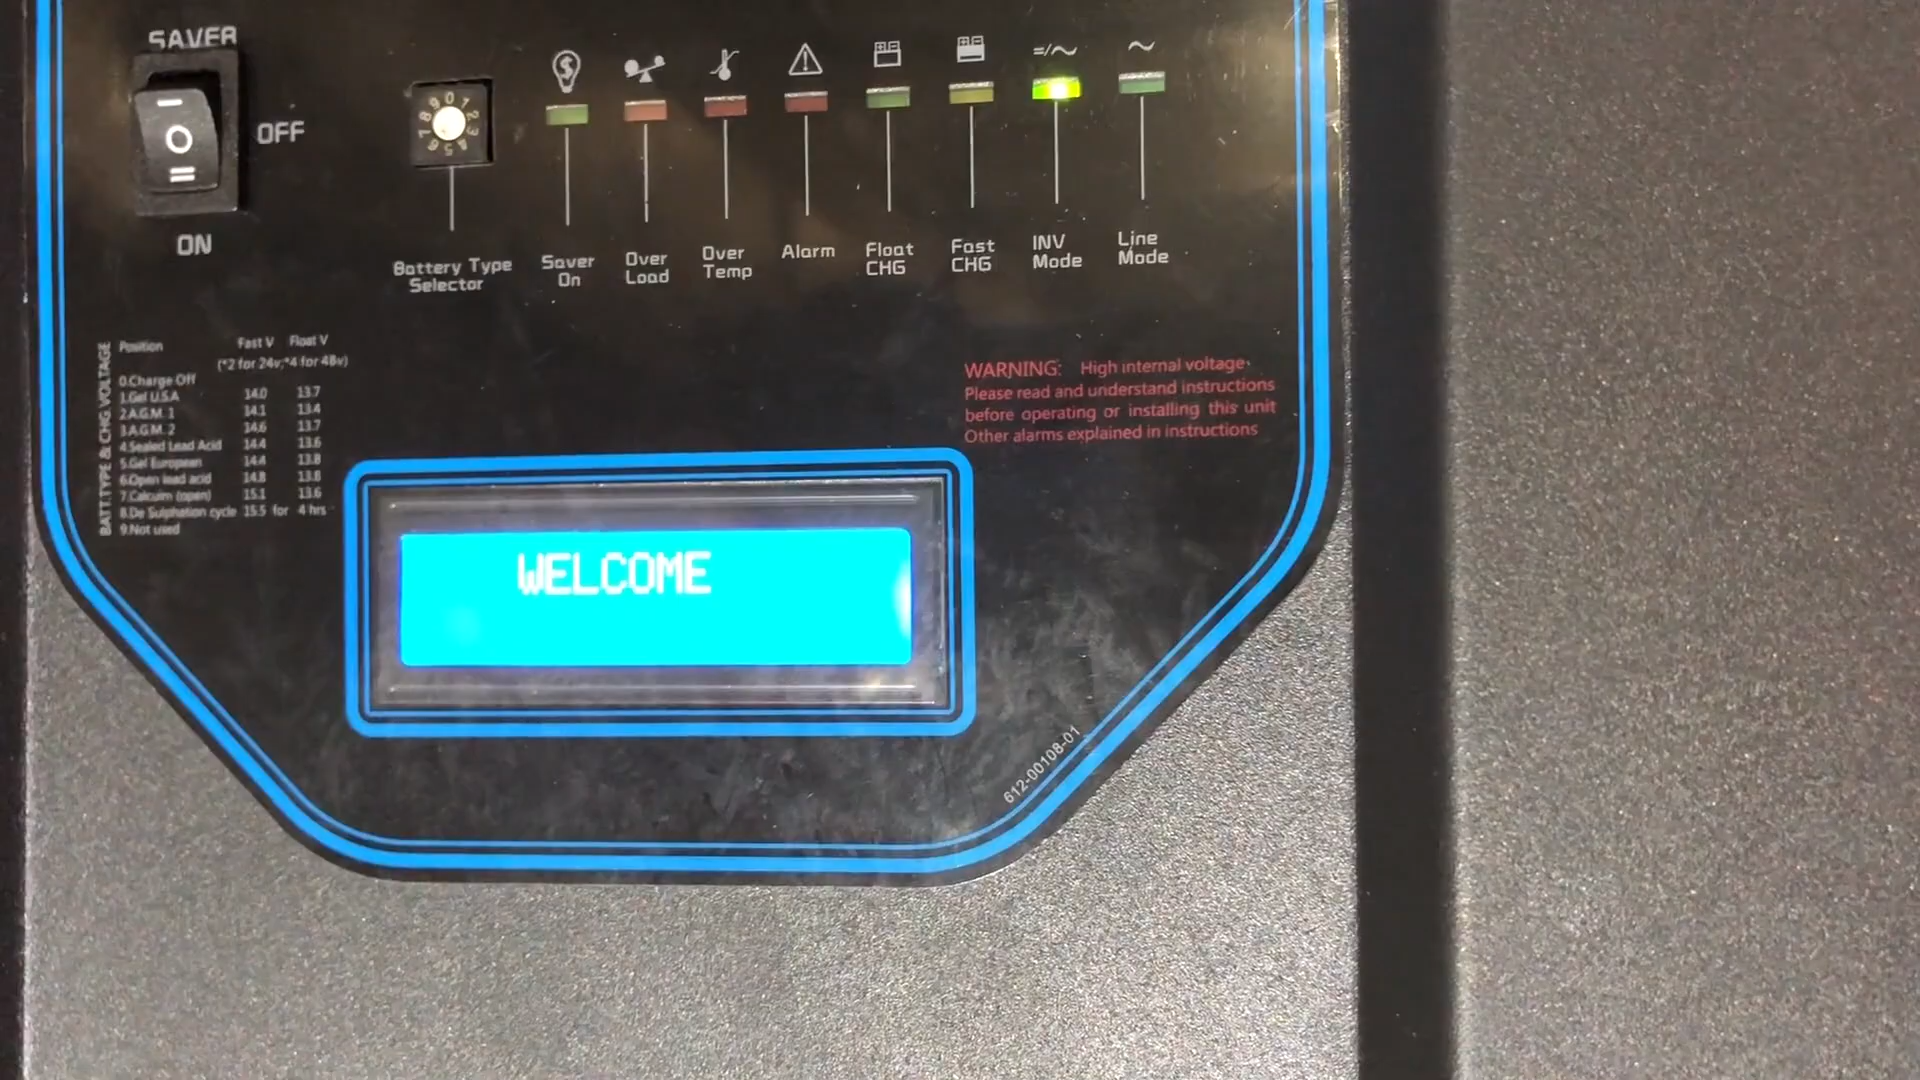 SAVER
OFF
ON
Battery Type
Selector
Saver
On
Over
Load
Over
Temp
Alarm
Float
CHG
Fast
CHG
INV
Mode
Line
Mode
BATT.TYPE & CHG.VOLTAGE
Position Fast V Float V
(*2 for 24v;*4 for 48v)
0.Charge Off
1.Gel U.S.A 14.0 13.7
2.A.G.M. 1 14.1 13.4
3.A.G.M. 2 14.6 13.7
4.Sealed Lead Acid 14.4 13.6
5.Gel European 14.4 13.8
6.Open lead acid 14.8 13.8
7.Calcuim (open) 15.1 13.6
8.De Sulphation cycle 15.5 for 4 hrs
9.Not used
WARNING: High internal voltage.
Please read and understand instructions
before operating or installing this unit
Other alarms explained in instructions
WELCOME
612-00108-01